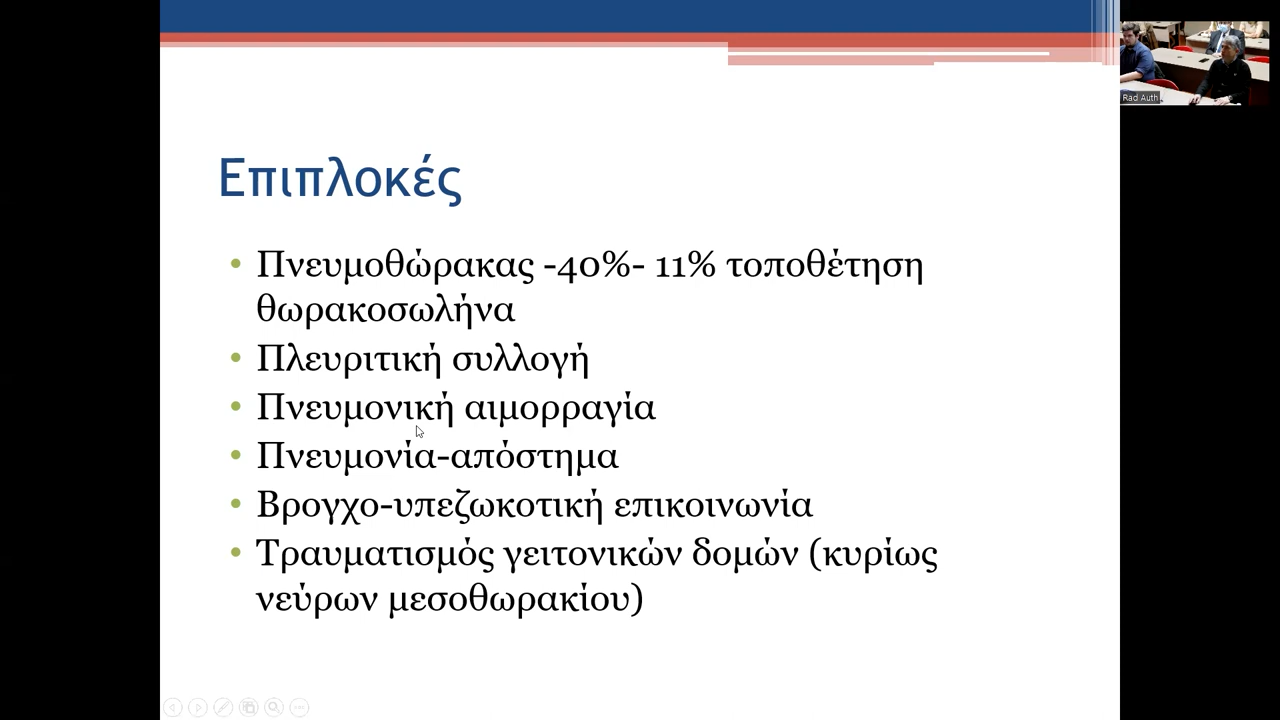 Επιπλοκές
• Πνευμοθώρακας -40%- 11% τοποθέτηση
θωρακοσωλήνα
• Πλευριτική συλλογή
• Πνευμονική αιμορραγία
• Πνευμονία-απόστημα
• Βρογχο-υπεζωκοτική επικοινωνία
• Τραυματισμός γειτονικών δομών (κυρίως
νεύρων μεσοθωρακίου)
Rad Auth